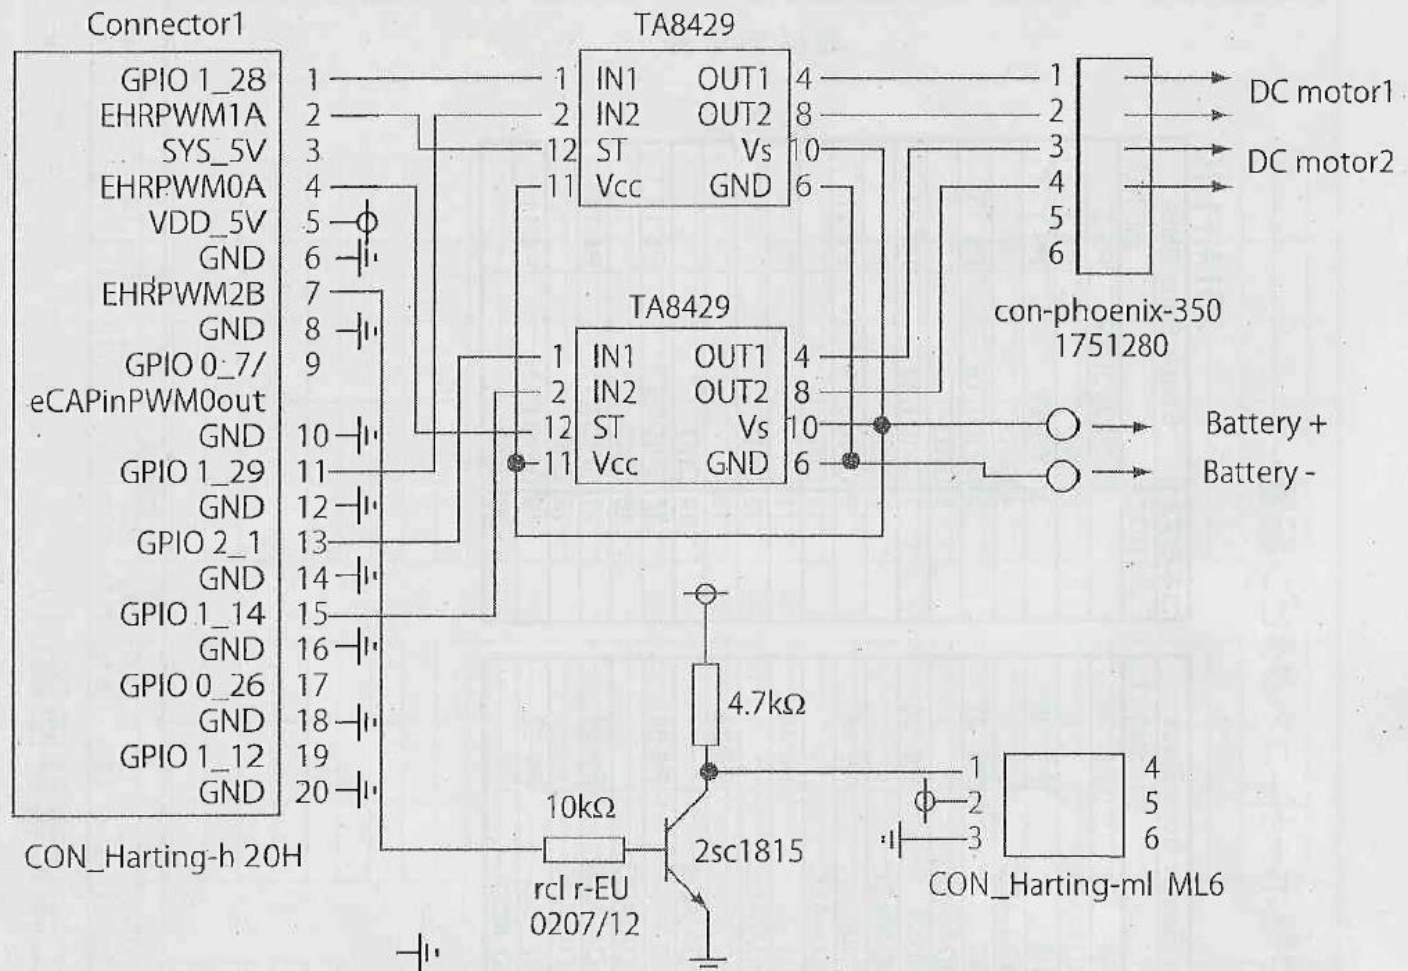 Connector1
GPIO 1_28 1
EHRPWM1A 2
SYS_5V 3
EHRPWM0A 4
VDD_5V 5
GND 6
EHRPWM2B 7
GND 8
GPIO 0_7/ 9
eCAPinPWM0out
GND 10
GPIO 1_29 11
GND 12
GPIO 2_1 13
GND 14
GPIO 1_14 15
GND 16
GPIO 0_26 17
GND 18
GPIO 1_12 19
GND 20
CON_Harting-h 20H
TA8429
1 IN1 OUT1 4
2 IN2 OUT2 8
12 ST Vs 10
11 Vcc GND 6
TA8429
1 IN1 OUT1 4
2 IN2 OUT2 8
12 ST Vs 10
11 Vcc GND 6
1
2
3
4
5
6
DC motor1
DC motor2
con-phoenix-350
1751280
Battery +
Battery -
4.7kΩ
10kΩ
rcl r-EU
0207/12
2sc1815
1 4
2 5
3 6
CON_Harting-ml ML6